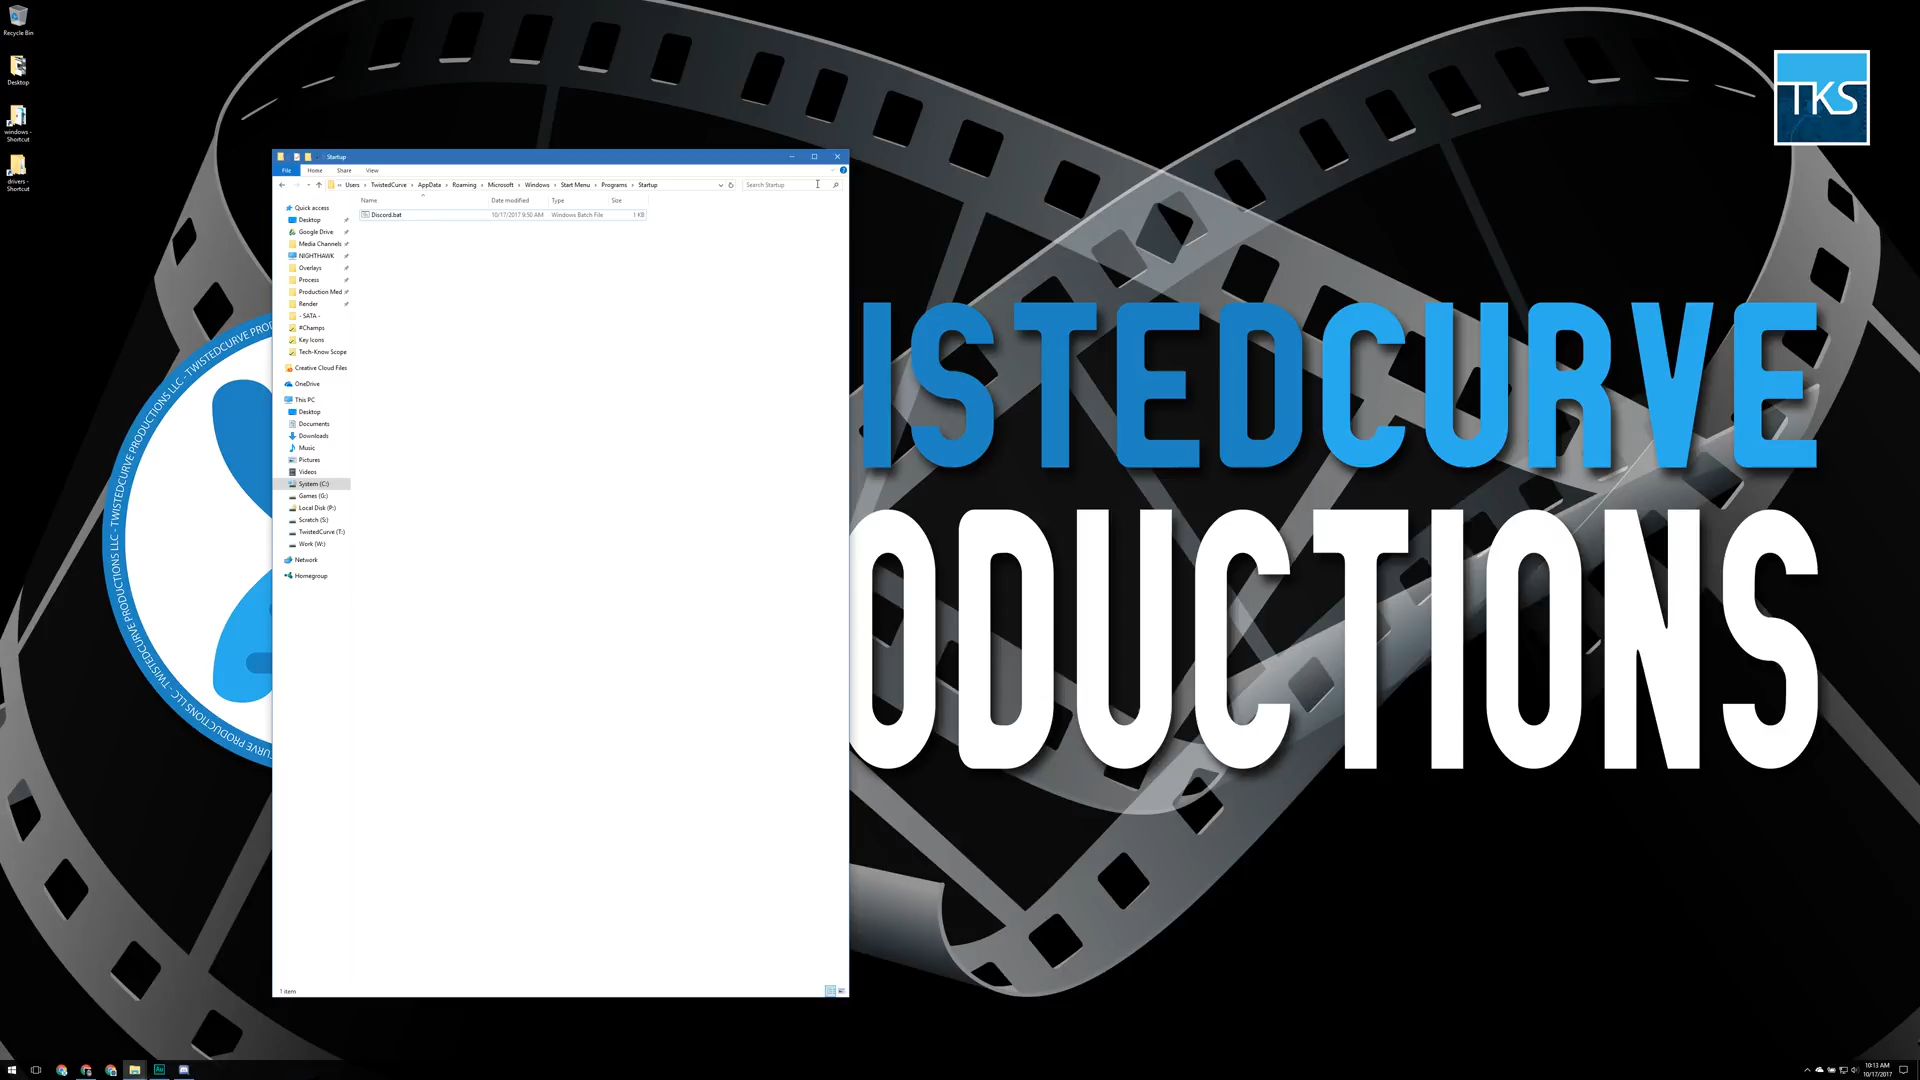 Recycle Bin
Desktop
windows -
Shortcut
drivers -
Shortcut
TKS
Startup
File Home Share View
« Users › TwistedCurve › AppData › Roaming › Microsoft › Windows › Start Menu › Programs › Startup
Search Startup
Name Date modified Type Size
Discord.bat 10/17/2017 9:50 AM Windows Batch File 1 KB
Quick access
Desktop
Google Drive
Media Channels
NIGHTHAWK
Overlays
Process
Production Med
Render
- SATA -
#Champs
Key Icons
Tech-Know Scope
Creative Cloud Files
OneDrive
This PC
Desktop
Documents
Downloads
Music
Pictures
Videos
System (C:)
Games (G:)
Local Disk (P:)
Scratch (S:)
TwistedCurve (T:)
Work (W:)
Network
Homegroup
1 item
ISTEDCURVE
ODUCTIONS
TWISTEDCURVE PRODUCTIONS LLC - TWISTEDCURVE PRODUCTIONS LLC - TWISTEDCURVE PRO
CURVE PRODUCTIONS
Au
10:13 AM
10/17/2017